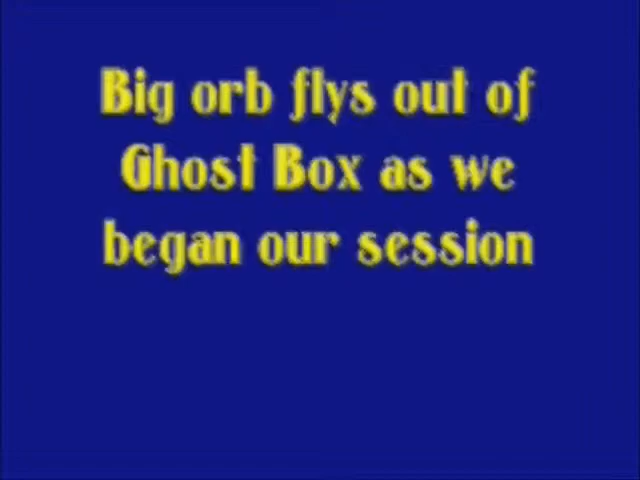 Big orb flys out of
Ghost Box as we
began our session